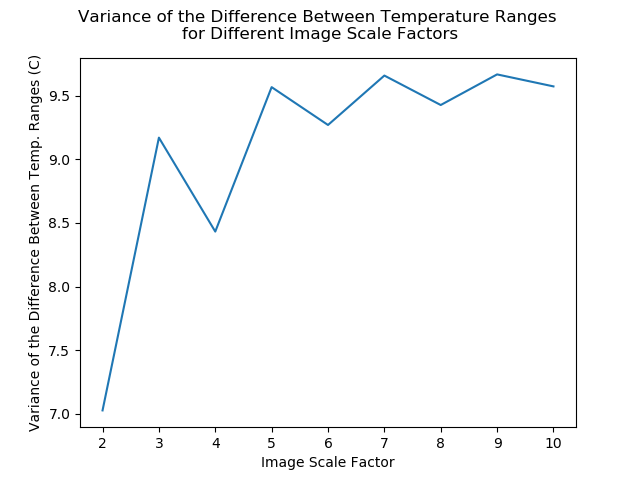 Variance of the Difference Between Temperature Ranges
for Different Image Scale Factors
Variance of the Difference Between Temp. Ranges (C)
9.5
9.0
8.5
8.0
7.5
7.0
2 3 4 5 6 7 8 9 10
Image Scale Factor